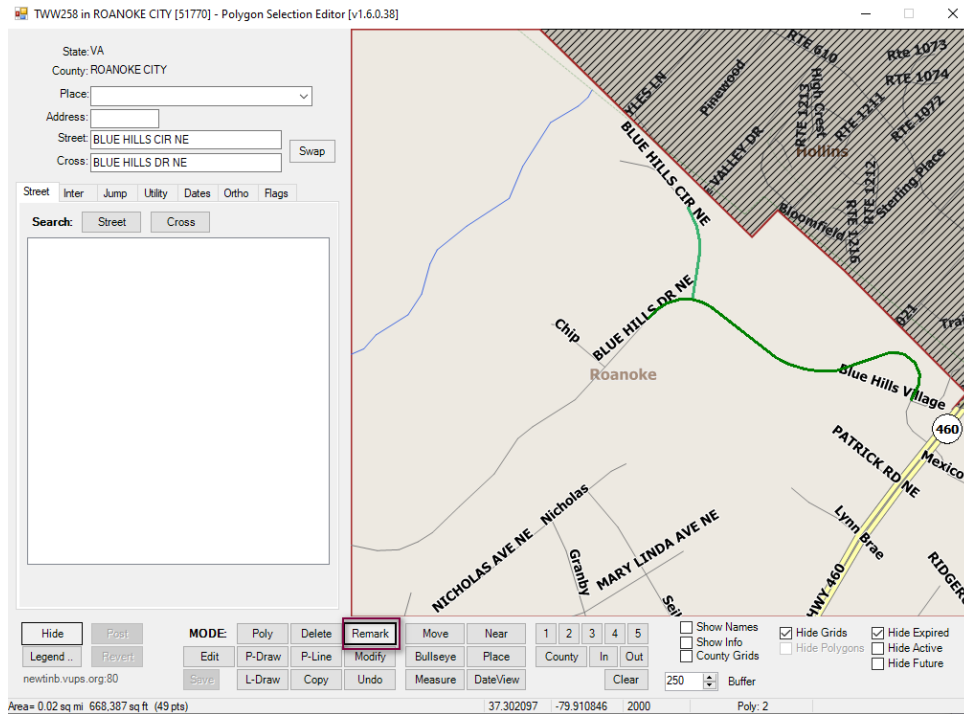 TWW258 in ROANOKE CITY [51770] - Polygon Selection Editor [v1.6.0.38]
State: VA
County: ROANOKE CITY
Place:
Address:
Street: BLUE HILLS CIR NE
Cross: BLUE HILLS DR NE
Swap
Street Inter Jump Utility Dates Ortho Flags
Search: Street Cross
RTE 610
Rte 1073
RTE 1074
YLES LN
Pinewood
RTE 1213
High Crest
RTE 1211
RTE 1072
BLUE HILLS CIR NE
VALLEY DR
Hollins
RTE 1212
Sterling Place
Bloomfield
RTE 1216
BLUE HILLS DR NE
021
Tra
Chip
Roanoke
Blue Hills Village
460
PATRICK RD NE
Mexico
Nicholas
NICHOLAS AVE NE
Granby
MARY LINDA AVE NE
Lynn Brae
HWY 460
RIDGER
Sei
Hide Post MODE: Poly Delete Remark Move Near 1 2 3 4 5 Show Names Hide Grids Hide Expired
Show Info Hide Polygons Hide Active
Legend .. Revert Edit P-Draw P-Line Modify Bullseye Place County In Out County Grids Hide Future
newtinb.vups.org:80 Save L-Draw Copy Undo Measure DateView Clear 250 Buffer
Area= 0.02 sq mi 668,387 sq ft (49 pts) 37.302097 -79.910846 2000 Poly: 2